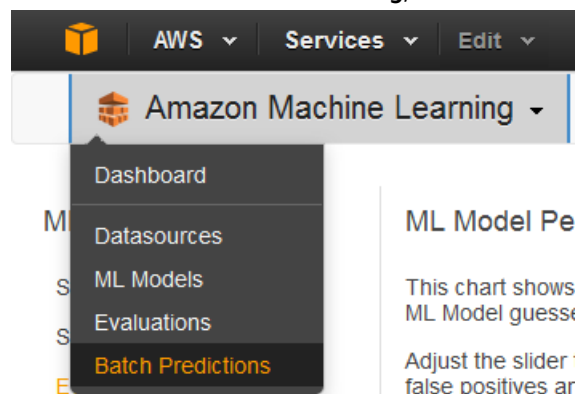 AWS Services Edit
Amazon Machine Learning
Dashboard
Datasources
ML Models
Evaluations
Batch Predictions
ML Model Pe
This chart shows
ML Model guesse
Adjust the slider
false positives ar